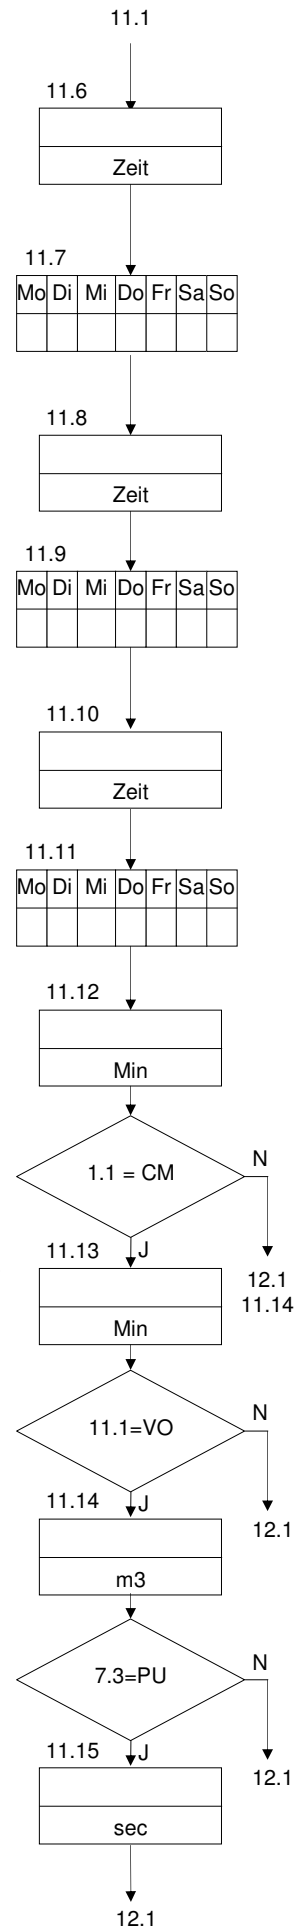 11.1
11.6
Zeit
11.7
Mo Di Mi Do Fr Sa So
11.8
Zeit
11.9
Mo Di Mi Do Fr Sa So
11.10
Zeit
11.11
Mo Di Mi Do Fr Sa So
11.12
Min
1.1 = CM
N
J
12.1
11.14
11.13
Min
11.1=VO
N
J
12.1
11.14
m3
7.3=PU
N
J
12.1
11.15
sec
12.1